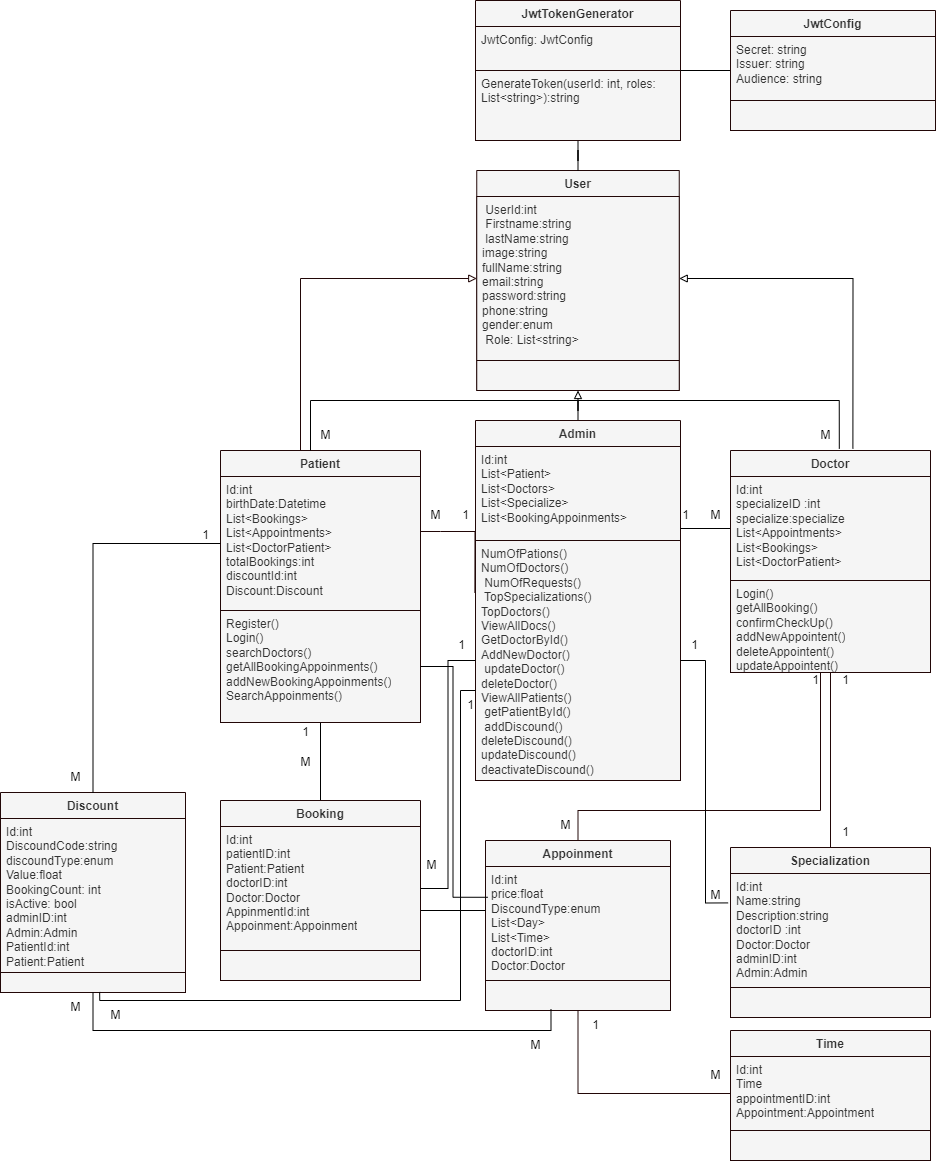 JwtTokenGenerator
JwtConfig: JwtConfig
GenerateToken(userId: int, roles:
List<string>):string
JwtConfig
Secret: string
Issuer: string
Audience: string
User
UserId:int
Firstname:string
lastName:string
image:string
fullName:string
email:string
password:string
phone:string
gender:enum
Role: List<string>
M
M
Admin
Id:int
List<Patient>
List<Doctors>
List<Specialize>
List<BookingAppoinments>
NumOfPations()
NumOfDoctors()
NumOfRequests()
TopSpecializations()
TopDoctors()
ViewAllDocs()
GetDoctorById()
AddNewDoctor()
updateDoctor()
deleteDoctor()
ViewAllPatients()
getPatientById()
addDiscound()
deleteDiscound()
updateDiscound()
deactivateDiscound()
Patient
Id:int
birthDate:Datetime
List<Bookings>
List<Appointments>
List<DoctorPatient>
totalBookings:int
discountId:int
Discount:Discount
Register()
Login()
searchDoctors()
getAllBookingAppoinments()
addNewBookingAppoinments()
SearchAppoinments()
Doctor
Id:int
specializeID :int
specialize:specialize
List<Appointments>
List<Bookings>
List<DoctorPatient>
Login()
getAllBooking()
confirmCheckUp()
addNewAppointent()
deleteAppointent()
updateAppointent()
M
1
1
M
1
1
1
1
1
1
1
M
M
M
Discount
Id:int
DiscoundCode:string
discoundType:enum
Value:float
BookingCount: int
isActive: bool
adminID:int
Admin:Admin
PatientId:int
Patient:Patient
Booking
Id:int
patientID:int
Patient:Patient
doctorID:int
Doctor:Doctor
AppinmentId:int
Appoinment:Appoinment
M
M
1
M
Appoinment
Id:int
price:float
DiscoundType:enum
List<Day>
List<Time>
doctorID:int
Doctor:Doctor
Specialization
Id:int
Name:string
Description:string
doctorID :int
Doctor:Doctor
adminID:int
Admin:Admin
M
M
M
1
M
Time
Id:int
Time
appointmentID:int
Appointment:Appointment